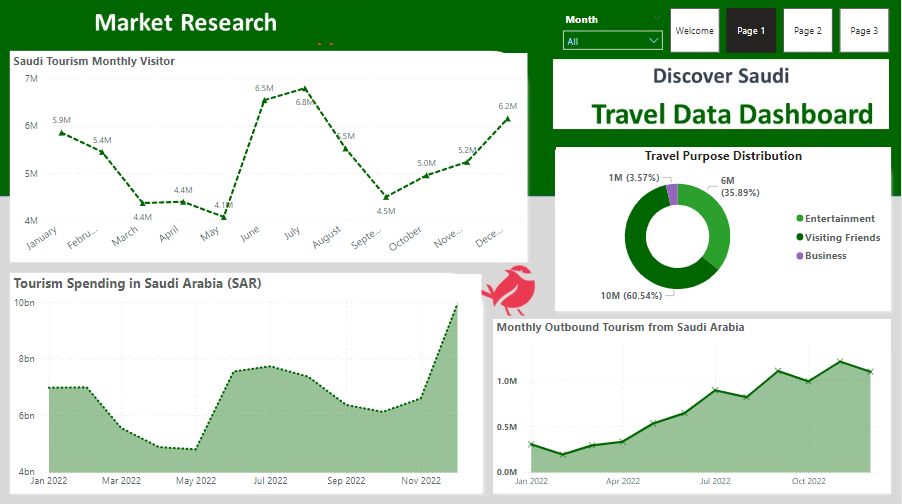 Market Research
Month
All
Welcome
Page 1
Page 2
Page 3
Saudi Tourism Monthly Visitor
7M
6M
5M
4M
5.9M
5.4M
4.4M
4.4M
4.1M
6.5M
6.8M
5.5M
4.5M
5.0M
5.2M
6.2M
January
Febru...
March
April
May
June
July
August
Septe...
October
Nove...
Dece...
Discover Saudi
Travel Data Dashboard
Travel Purpose Distribution
1M (3.57%)
6M
(35.89%)
10M (60.54%)
Entertainment
Visiting Friends
Business
Tourism Spending in Saudi Arabia (SAR)
10bn
8bn
6bn
4bn
Jan 2022
Mar 2022
May 2022
Jul 2022
Sep 2022
Nov 2022
Monthly Outbound Tourism from Saudi Arabia
1.0M
0.5M
0.0M
Jan 2022
Apr 2022
Jul 2022
Oct 2022